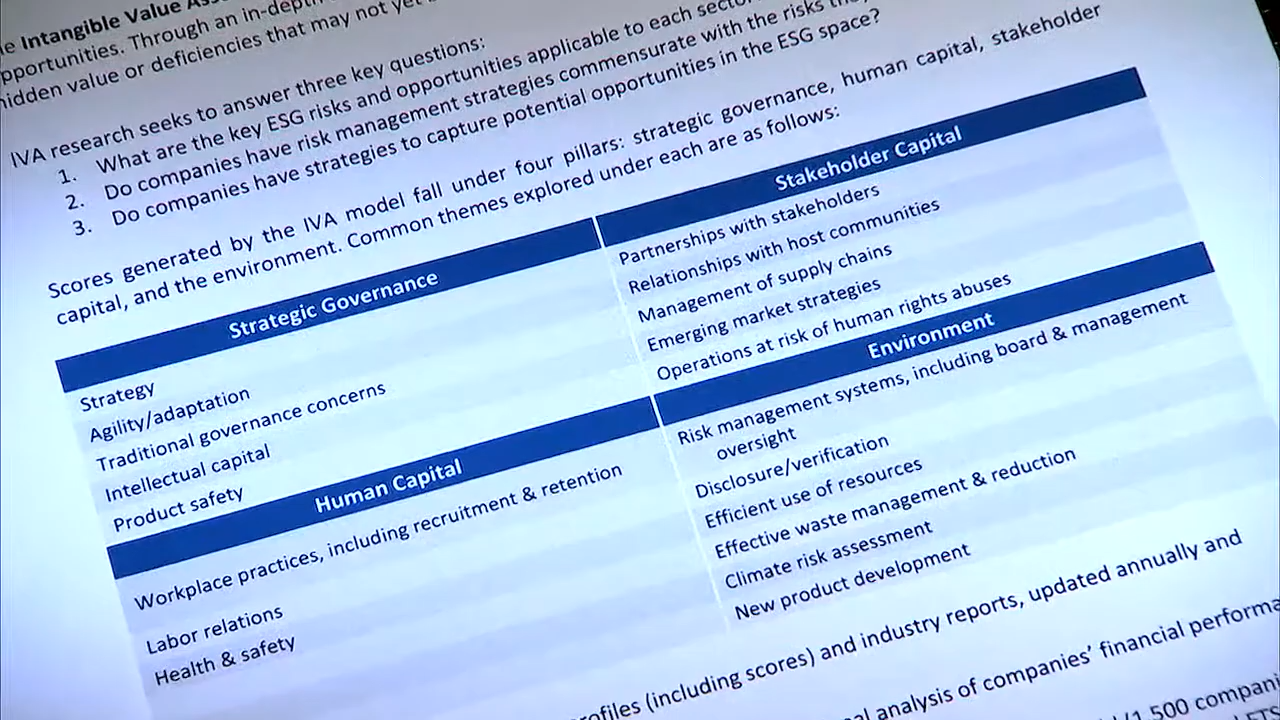 Intangible Value
pportunities. Through an in-depth
hidden value or deficiencies that may not yet
IVA research seeks to answer three key questions:
1. What are the key ESG risks and opportunities applicable to each sector
2. Do companies have risk management strategies commensurate with the risks
3. Do companies have strategies to capture potential opportunities in the ESG space?
Scores generated by the IVA model fall under four pillars: strategic governance, human capital, stakeholder
capital, and the environment. Common themes explored under each are as follows:
Strategic Governance
Strategy
Agility/adaptation
Traditional governance concerns
Intellectual capital
Product safety
Stakeholder Capital
Partnerships with stakeholders
Relationships with host communities
Management of supply chains
Emerging market strategies
Operations at risk of human rights abuses
Human Capital
Workplace practices, including recruitment & retention
Labor relations
Health & safety
Environment
Risk management systems, including board & management
oversight
Disclosure/verification
Efficient use of resources
Effective waste management & reduction
Climate risk assessment
New product development
rofiles (including scores) and industry reports, updated annually and
al analysis of companies' financial performa
1,500 compani